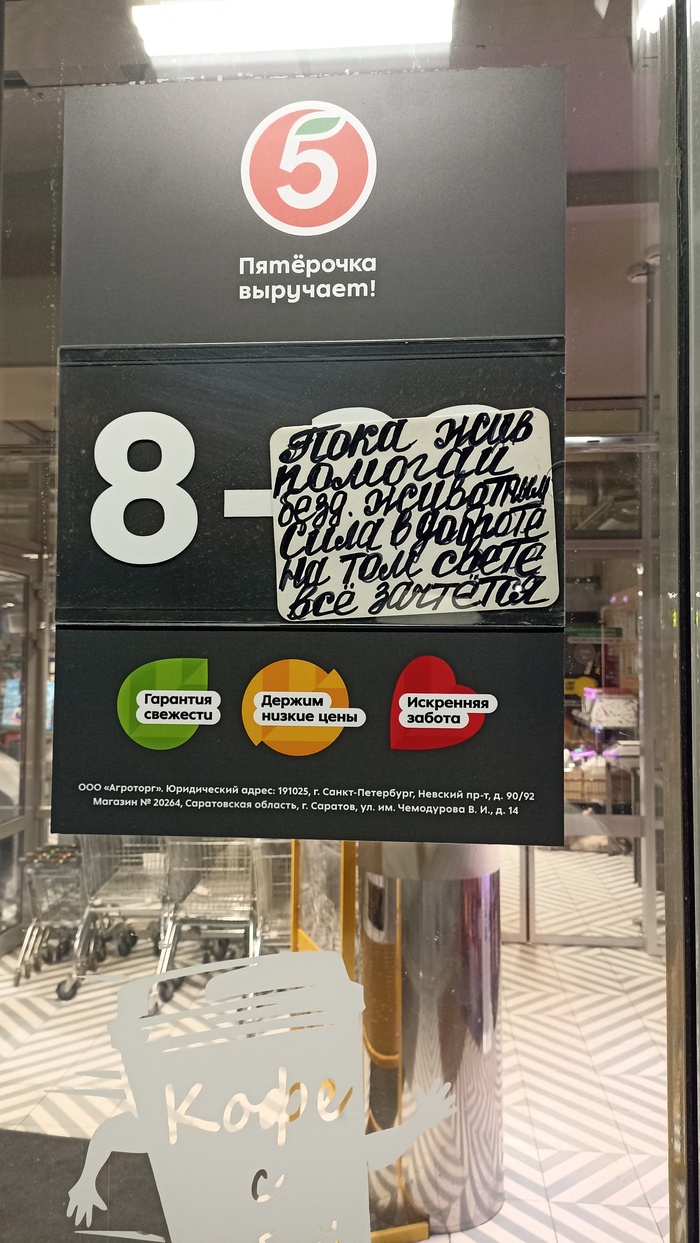 5
Пятёрочка
выручает!
8-
Пока жив
помогай
безд. животным
сила в доброте
на том свете
всё зачтётся
Гарантия
свежести
Держим
низкие цены
Искренняя
забота
ООО «Агроторг». Юридический адрес: 191025, г. Санкт-Петербург, Невский пр-т, д. 90/92
Магазин № 20264, Саратовская область, г. Саратов, ул. им. Чемодурова В. И., д. 14
Кофе
с